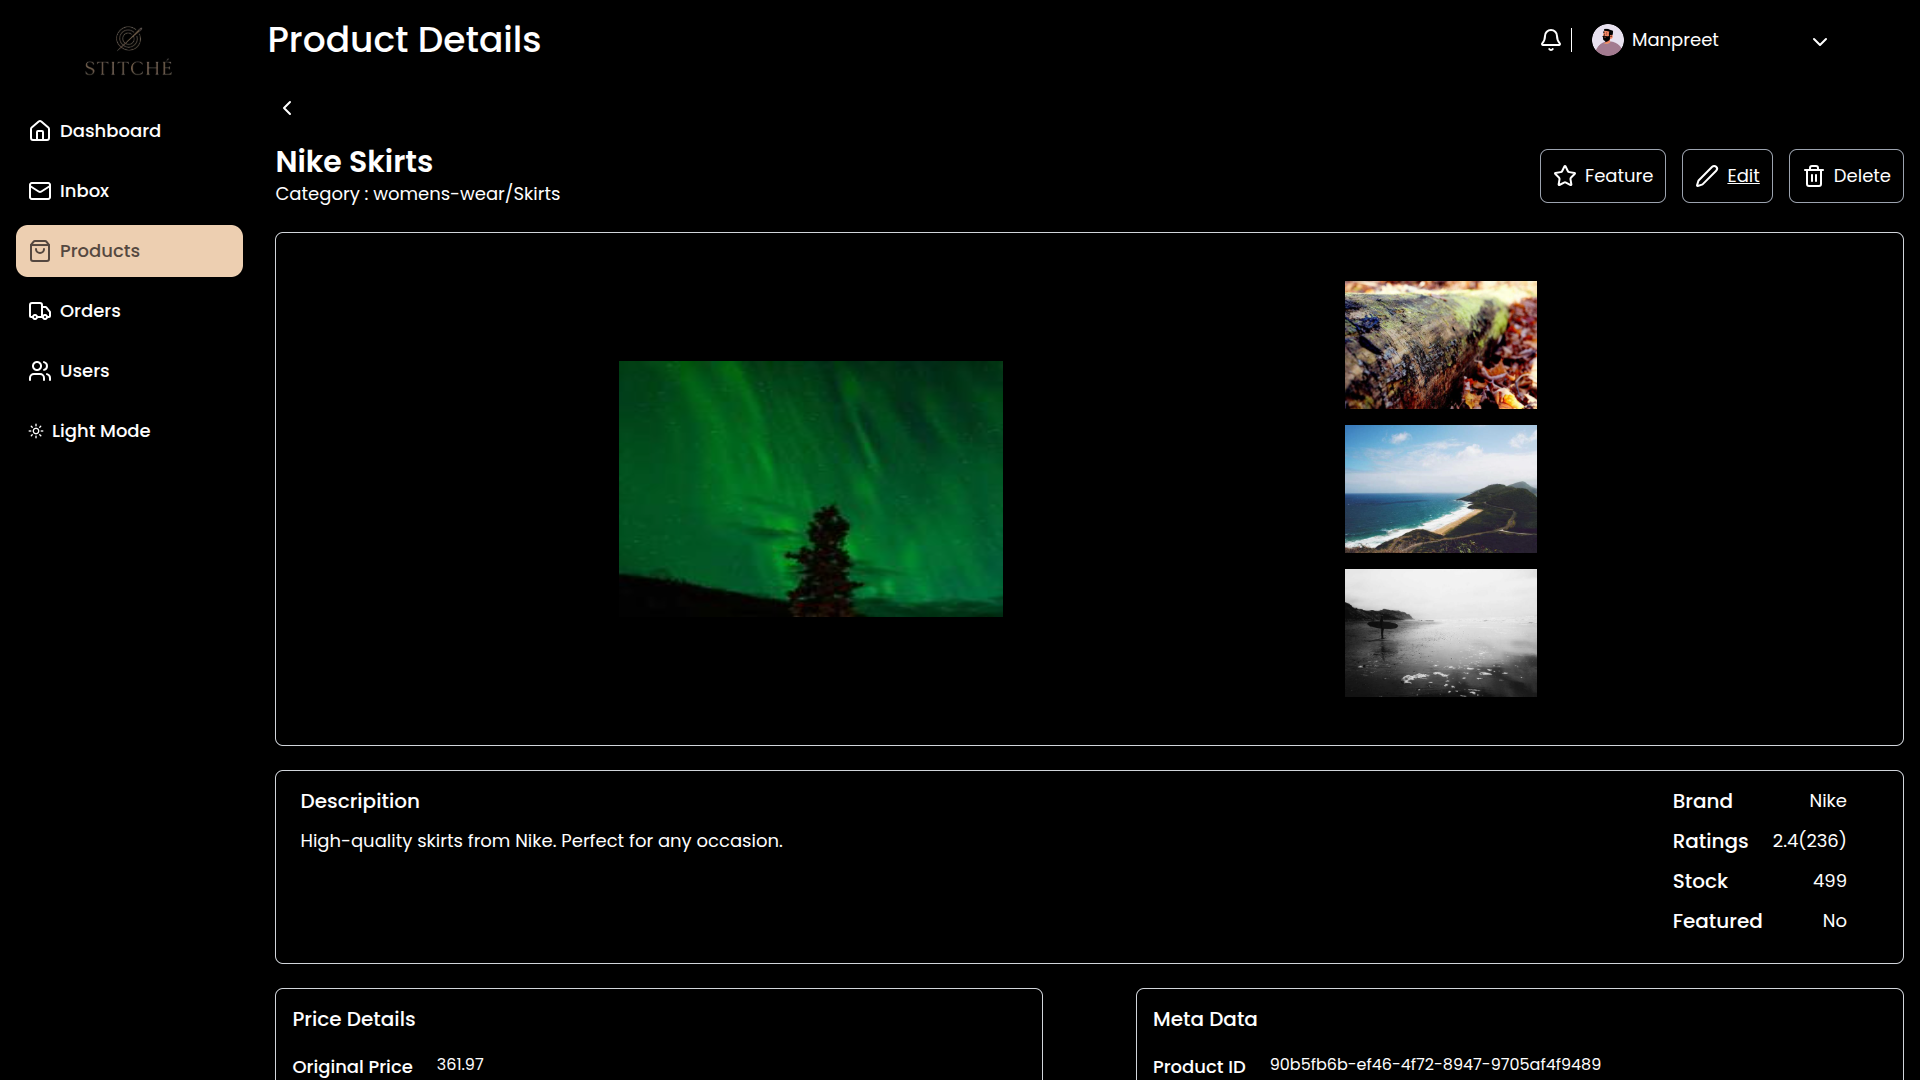 STITCHÉ
Product Details
Manpreet
Dashboard
Inbox
Products
Orders
Users
Light Mode
Nike Skirts
Category : womens-wear/Skirts
Feature
Edit
Delete
Descripition
High-quality skirts from Nike. Perfect for any occasion.
Brand Nike
Ratings 2.4(236)
Stock 499
Featured No
Price Details
Original Price 361.97
Meta Data
Product ID 90b5fb6b-ef46-4f72-8947-9705af4f9489